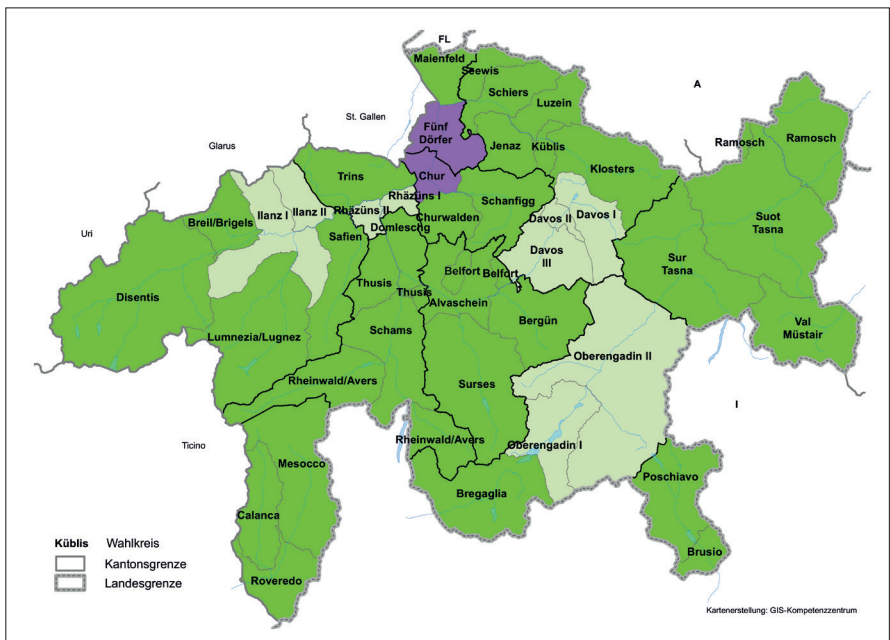 FL
Maienfeld
Seewis
Schiers
Luzein
A
St. Gallen
Fünf
Dörfer
Jenaz
Küblis
Ramosch
Ramosch
Glarus
Trins
Chur
Klosters
Rhäzüns I
Schanfigg
Ilanz I
Ilanz II
Rhäzüns II
Churwalden
Davos II
Davos I
Breil/Brigels
Domleschg
Suot
Tasna
Uri
Safien
Davos
III
Sur
Tasna
Belfort
Belfort
Disentis
Thusis
Thusis
Alvaschein
Bergün
Val
Müstair
Lumnezia/Lugnez
Schams
Oberengadin II
Rheinwald/Avers
Surses
I
Ticino
Rheinwald/Avers
Oberengadin I
Mesocco
Bregaglia
Poschiavo
Calanca
Brusio
Roveredo
Küblis Wahlkreis
Kantonsgrenze
Landesgrenze
Kartenerstellung: GIS-Kompetenzzentrum